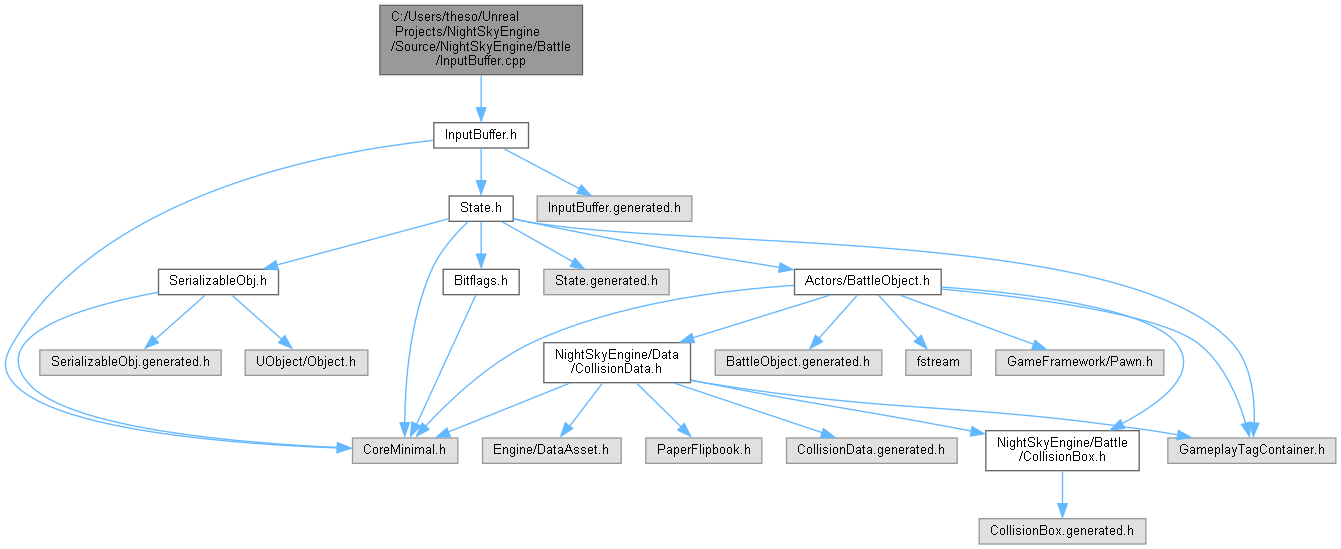 C:/Users/theso/Unreal
Projects/NightSkyEngine
/Source/NightSkyEngine/Battle
/InputBuffer.cpp
InputBuffer.h
State.h
InputBuffer.generated.h
SerializableObj.h
Bitflags.h
State.generated.h
Actors/BattleObject.h
SerializableObj.generated.h
UObject/Object.h
NightSkyEngine/Data
/CollisionData.h
BattleObject.generated.h
fstream
GameFramework/Pawn.h
CoreMinimal.h
Engine/DataAsset.h
PaperFlipbook.h
CollisionData.generated.h
NightSkyEngine/Battle
/CollisionBox.h
GameplayTagContainer.h
CollisionBox.generated.h